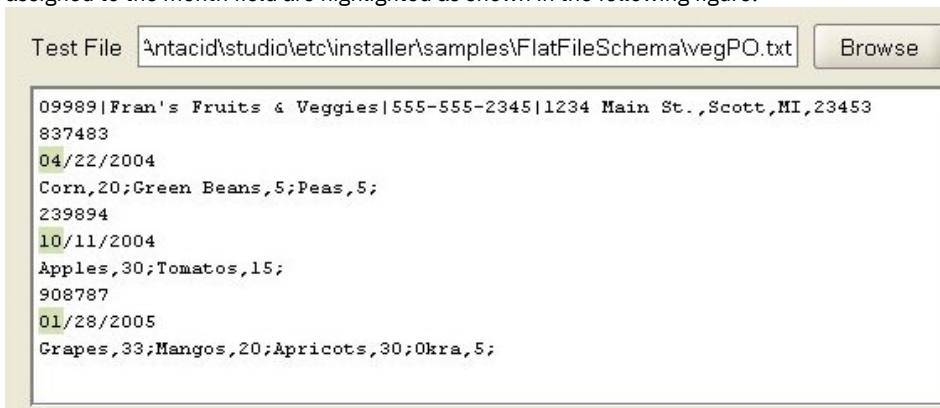 assigned to the month field are highlighted as shown in the following figure:
Test File Antacid\studio\etc\installer\samples\FlatFileSchema\vegPO.txt Browse
09989|Fran's Fruits & Veggies|555-555-2345|1234 Main St.,Scott,MI,23453
837483
04/22/2004
Corn,20;Green Beans,5;Peas,5;
239894
10/11/2004
Apples,30;Tomatos,15;
908787
01/28/2005
Grapes,33;Mangos,20;Apricots,30;Okra,5;